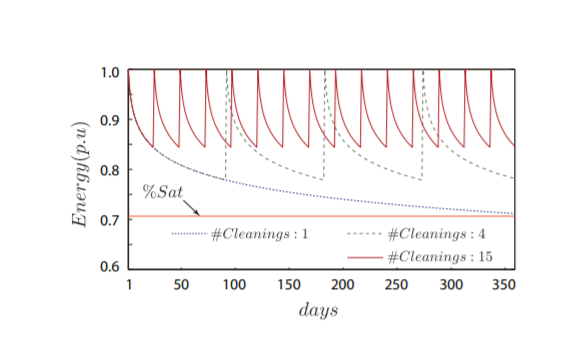 1.0
0.9
0.8
0.7
0.6
Energy(p.u)
%Sat
#Cleanings : 1
#Cleanings : 4
#Cleanings : 15
1 50 100 150 200 250 300 350
days